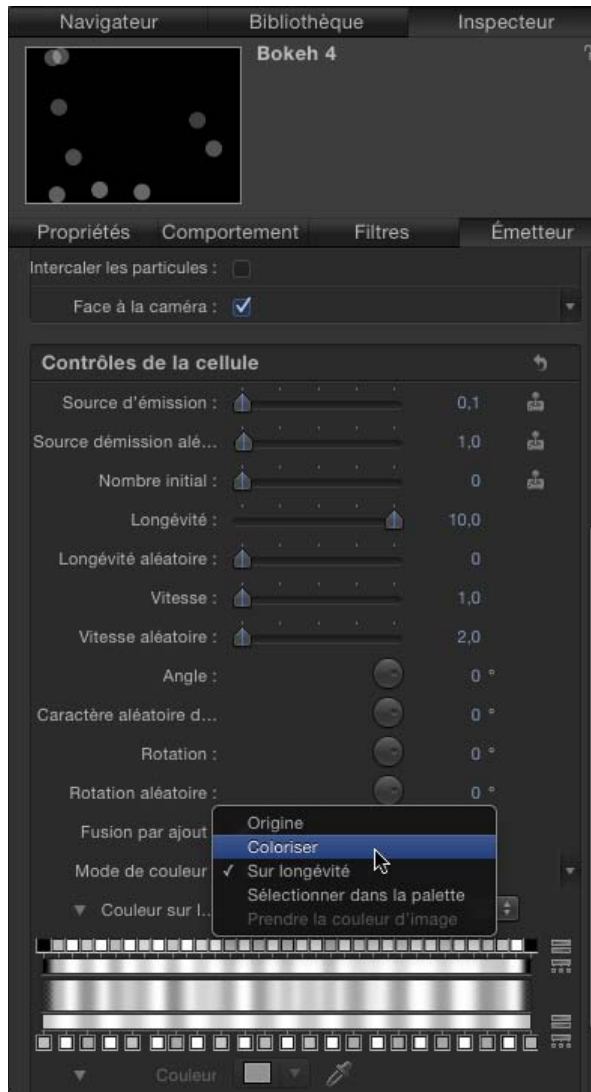 Navigateur Bibliothèque Inspecteur
Bokeh 4
Propriétés Comportement Filtres Émetteur
Intercaler les particules :
Face à la caméra :
Contrôles de la cellule
Source d'émission : 0,1
Source démission alé... 1,0
Nombre initial : 0
Longévité : 10,0
Longévité aléatoire : 0
Vitesse : 1,0
Vitesse aléatoire : 2,0
Angle : 0 °
Caractère aléatoire d... 0 °
Rotation : 0 °
Rotation aléatoire : 0 °
Fusion par ajout
Origine
Coloriser
Mode de couleur ✓ Sur longévité
Sélectionner dans la palette
Couleur sur l...
Prendre la couleur d'image
Couleur